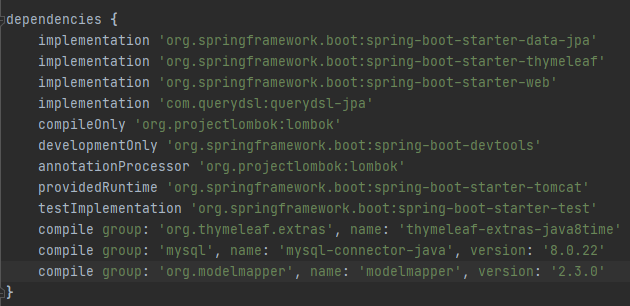 dependencies {
    implementation 'org.springframework.boot:spring-boot-starter-data-jpa'
    implementation 'org.springframework.boot:spring-boot-starter-thymeleaf'
    implementation 'org.springframework.boot:spring-boot-starter-web'
    implementation 'com.querydsl:querydsl-jpa'
    compileOnly 'org.projectlombok:lombok'
    developmentOnly 'org.springframework.boot:spring-boot-devtools'
    annotationProcessor 'org.projectlombok:lombok'
    providedRuntime 'org.springframework.boot:spring-boot-starter-tomcat'
    testImplementation 'org.springframework.boot:spring-boot-starter-test'
    compile group: 'org.thymeleaf.extras', name: 'thymeleaf-extras-java8time'
    compile group: 'mysql', name: 'mysql-connector-java', version: '8.0.22'
    compile group: 'org.modelmapper', name: 'modelmapper', version: '2.3.0'
}